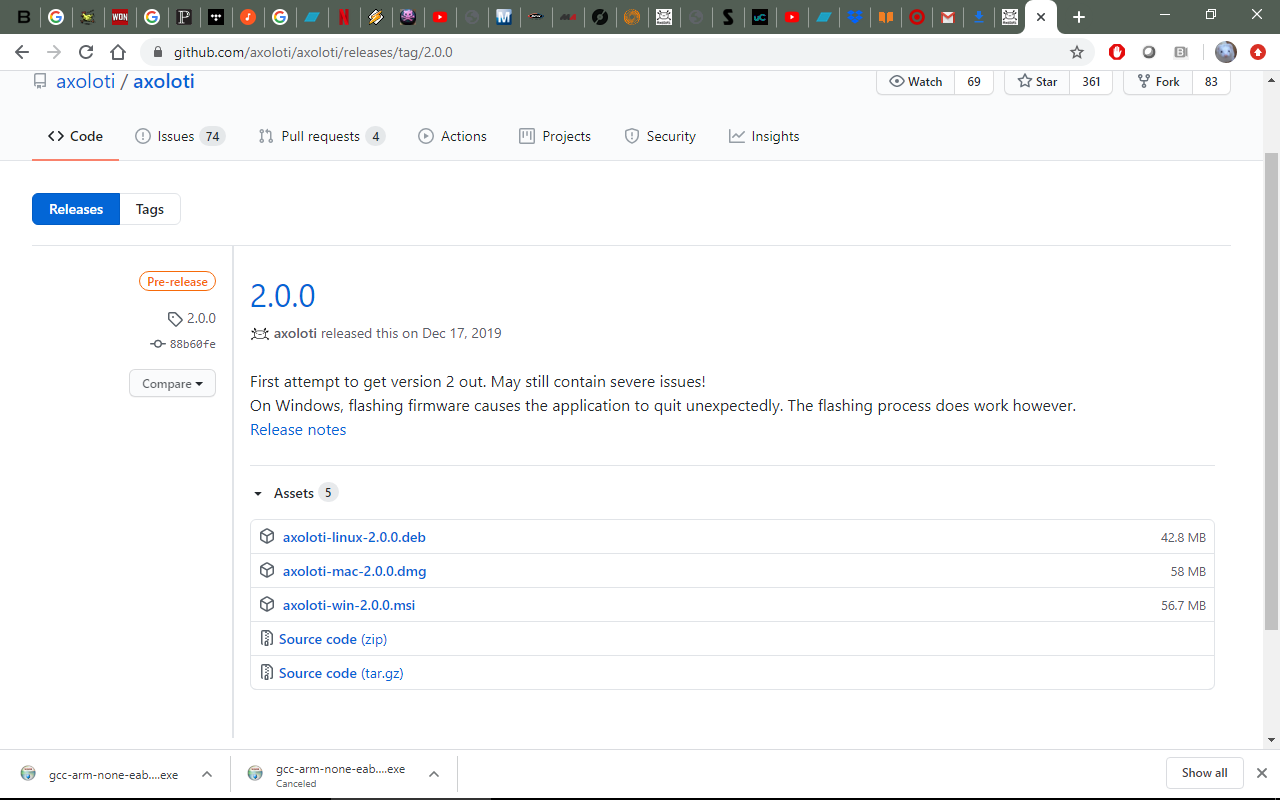 github.com/axoloti/axoloti/releases/tag/2.0.0
axoloti / axoloti
Watch 69 Star 361 Fork 83
Code Issues 74 Pull requests 4 Actions Projects Security Insights
Releases Tags
Pre-release
2.0.0
88b60fe
Compare
2.0.0
axoloti released this on Dec 17, 2019
First attempt to get version 2 out. May still contain severe issues!
On Windows, flashing firmware causes the application to quit unexpectedly. The flashing process does work however.
Release notes
Assets 5
axoloti-linux-2.0.0.deb 42.8 MB
axoloti-mac-2.0.0.dmg 58 MB
axoloti-win-2.0.0.msi 56.7 MB
Source code (zip)
Source code (tar.gz)
gcc-arm-none-eab....exe
gcc-arm-none-eab....exe
Canceled
Show all